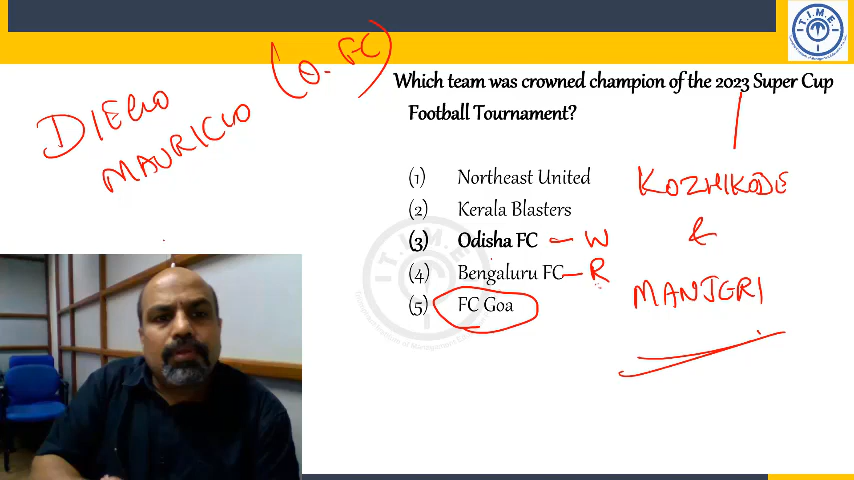 T.I.M.E.
DIEGO
MAURICIO
(O. FC)
Which team was crowned champion of the 2023 Super Cup
Football Tournament?
(1) Northeast United
(2) Kerala Blasters
(3) Odisha FC - W
(4) Bengaluru FC - R
(5) FC Goa
KOZHIKODE
&
MANJERI
T.I.M.E.